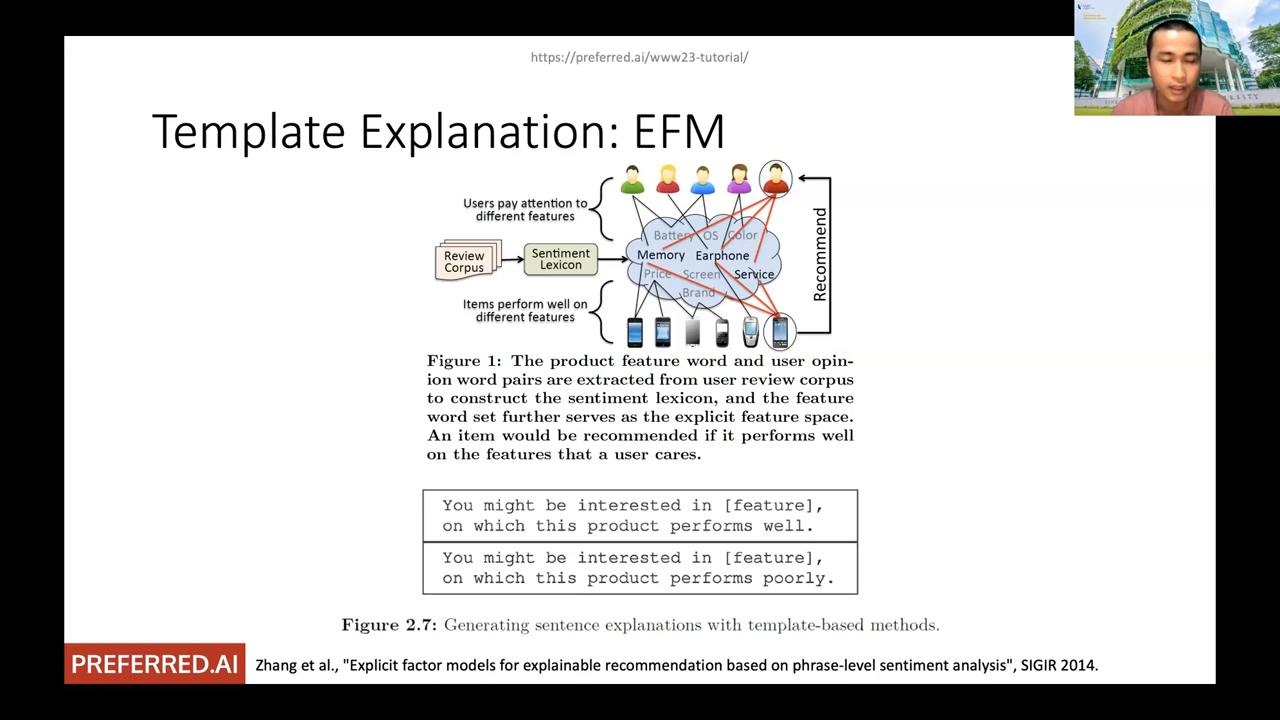 https://preferred.ai/www23-tutorial/
Template Explanation: EFM
Users pay attention to
different features
Battery OS Color
Review
Corpus
Sentiment
Lexicon
Memory Earphone
Price Screen Service
Brand
Items perform well on
different features
Recommend
Figure 1: The product feature word and user opin-
ion word pairs are extracted from user review corpus
to construct the sentiment lexicon, and the feature
word set further serves as the explicit feature space.
An item would be recommended if it performs well
on the features that a user cares.
You might be interested in [feature],
on which this product performs well.
You might be interested in [feature],
on which this product performs poorly.
Figure 2.7: Generating sentence explanations with template-based methods.
PREFERRED.AI
Zhang et al., "Explicit factor models for explainable recommendation based on phrase-level sentiment analysis", SIGIR 2014.